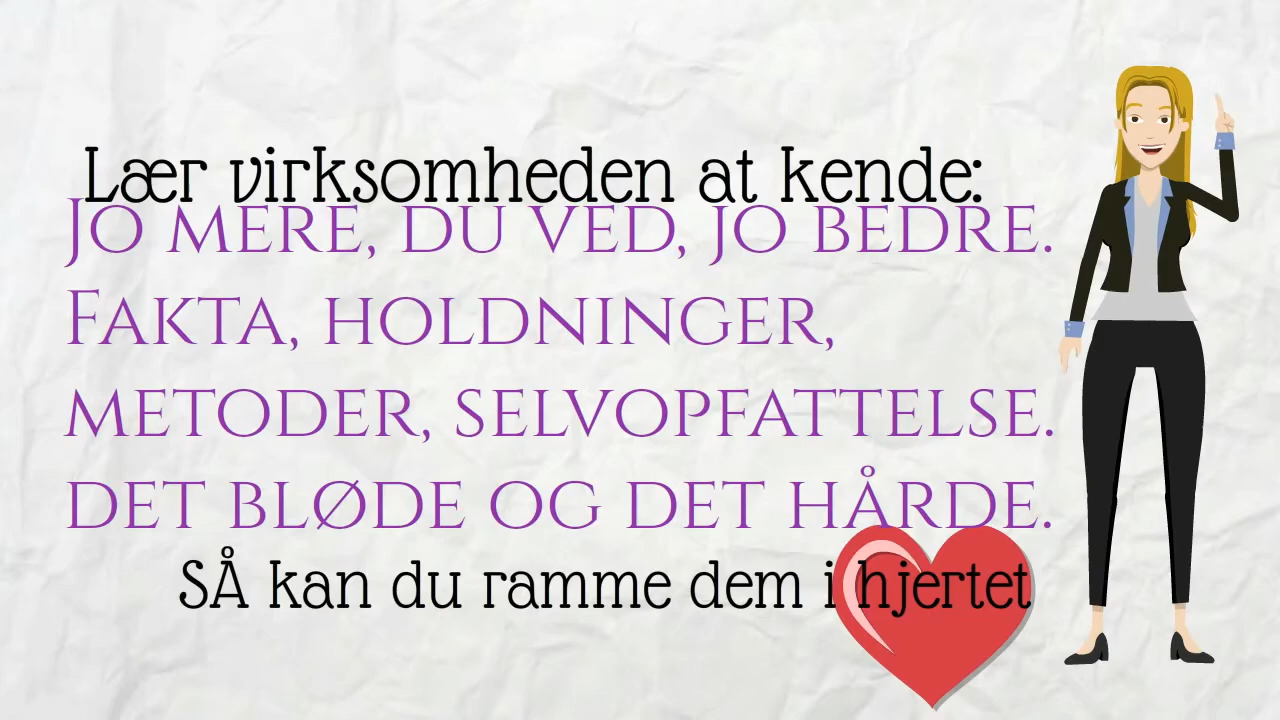 Lær virksomheden at kende:
Jo mere, du ved, jo bedre.
Fakta, holdninger,
metoder, selvopfattelse.
det bløde og det hårde.
SÅ kan du ramme dem i hjertet